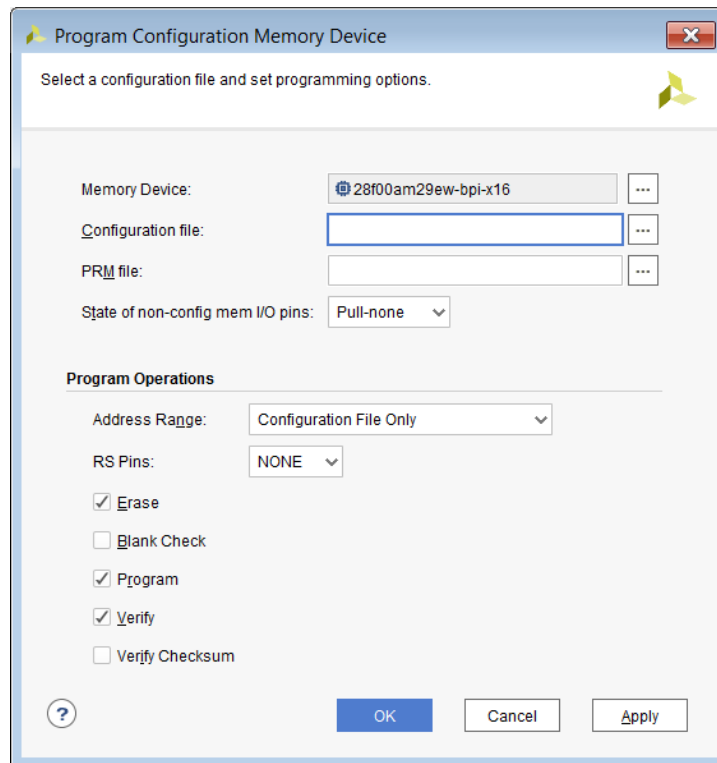 Program Configuration Memory Device
Select a configuration file and set programming options.
Memory Device: 28f00am29ew-bpi-x16 ...
Configuration file: ...
PRM file: ...
State of non-config mem I/O pins: Pull-none
Program Operations
Address Range: Configuration File Only
RS Pins: NONE
Erase
Blank Check
Program
Verify
Verify Checksum
? OK Cancel Apply